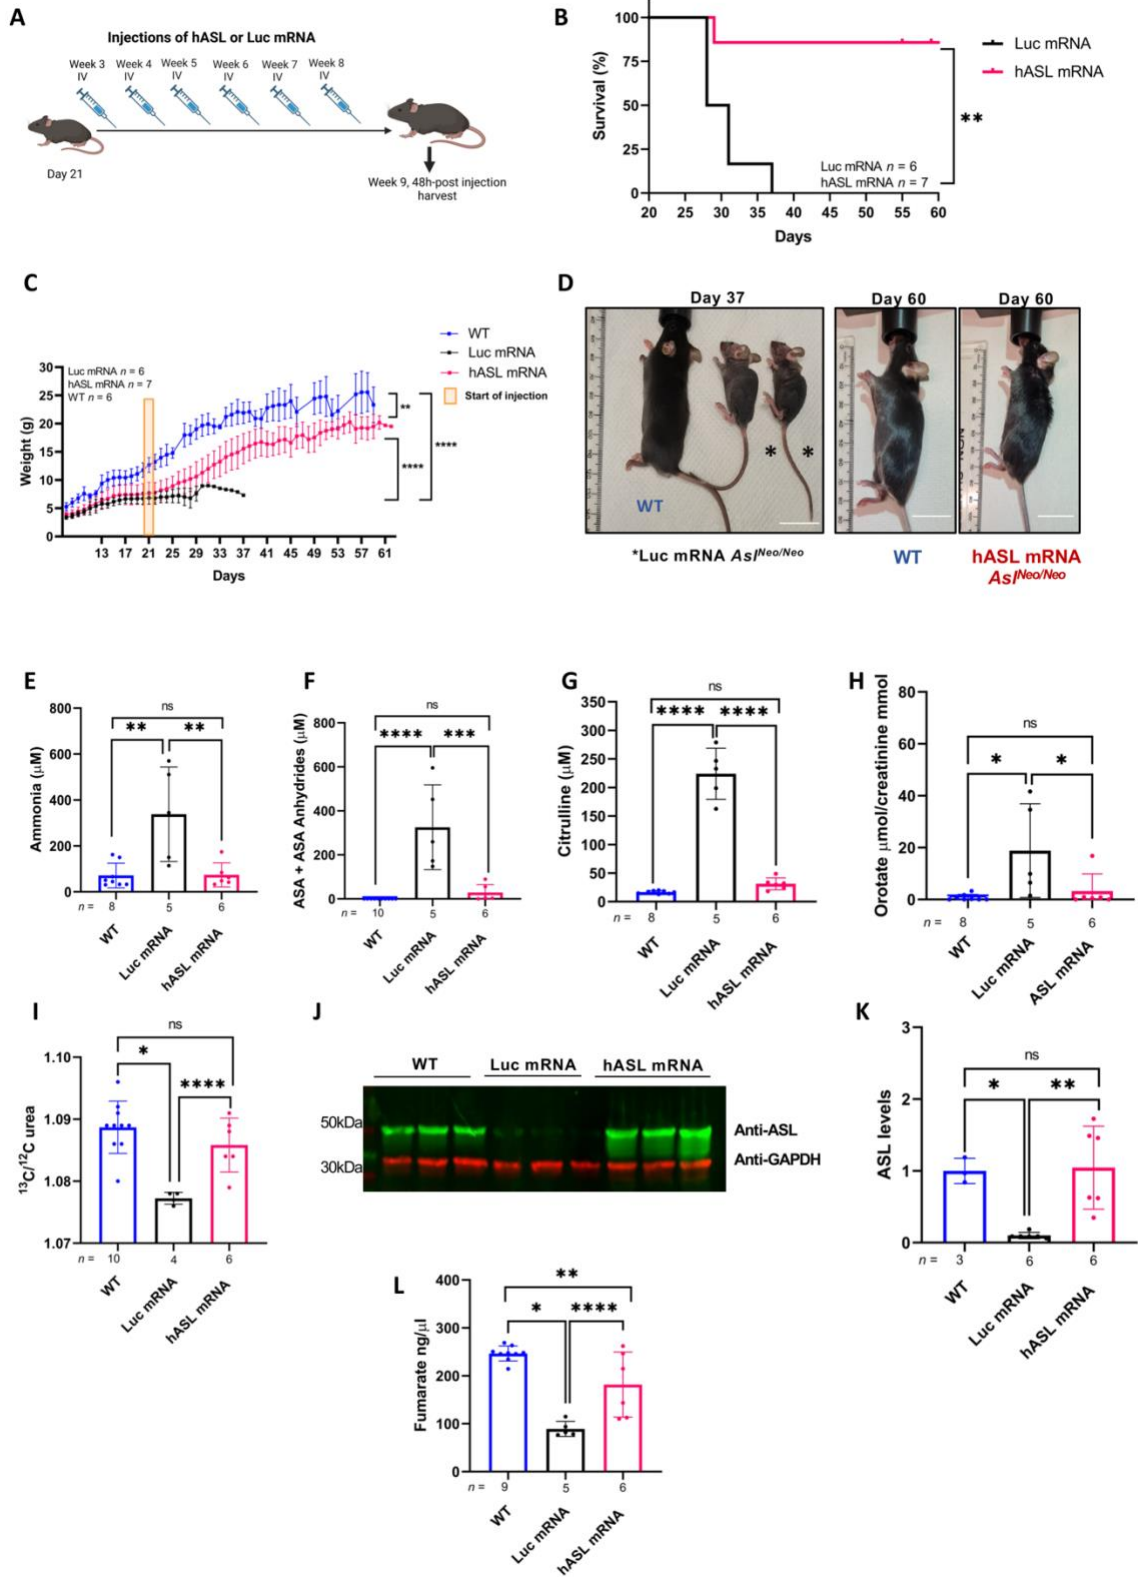 A
Injections of hASL or Luc mRNA
Week 3 Week 4 Week 5 Week 6 Week 7 Week 8
IV IV IV IV IV IV
Day 21
Week 9, 48h-post injection
harvest
B
Survival (%)
100
75
50
25
0
20 25 30 35 40 45 50 55 60
Days
Luc mRNA n = 6
hASL mRNA n = 7
Luc mRNA
hASL mRNA
**
C
Weight (g)
30
25
20
15
10
5
0
13 17 21 25 29 33 37 41 45 49 53 57 61
Days
Luc mRNA n = 6
hASL mRNA n = 7
WT n = 6
Start of injection
WT
Luc mRNA
hASL mRNA
**
****
****
D
Day 37 Day 60 Day 60
WT
* *
*Luc mRNA AslNeo/Neo
WT
hASL mRNA
AslNeo/Neo
E
Ammonia (µM)
800
600
400
200
0
ns
** **
n = 8 5 6
WT Luc mRNA hASL mRNA
F
ASA + ASA Anhydrides (µM)
800
600
400
200
0
ns
**** ***
n = 10 5 6
WT Luc mRNA hASL mRNA
G
Citrulline (µM)
350
300
250
200
150
100
50
0
ns
**** ****
n = 8 5 6
WT Luc mRNA hASL mRNA
H
Orotate µmol/creatinine mmol
80
60
40
20
0
ns
* *
n = 8 5 6
WT Luc mRNA ASL mRNA
I
13C/12C urea
1.10
1.09
1.08
1.07
ns
* ****
n = 10 4 6
WT Luc mRNA hASL mRNA
J
WT Luc mRNA hASL mRNA
50kDa
30kDa
Anti-ASL
Anti-GAPDH
K
ASL levels
3
2
1
0
ns
* **
n = 3 6 6
WT Luc mRNA hASL mRNA
L
Fumarate ng/µl
400
300
200
100
0
**
* ****
n = 9 5 6
WT Luc mRNA hASL mRNA